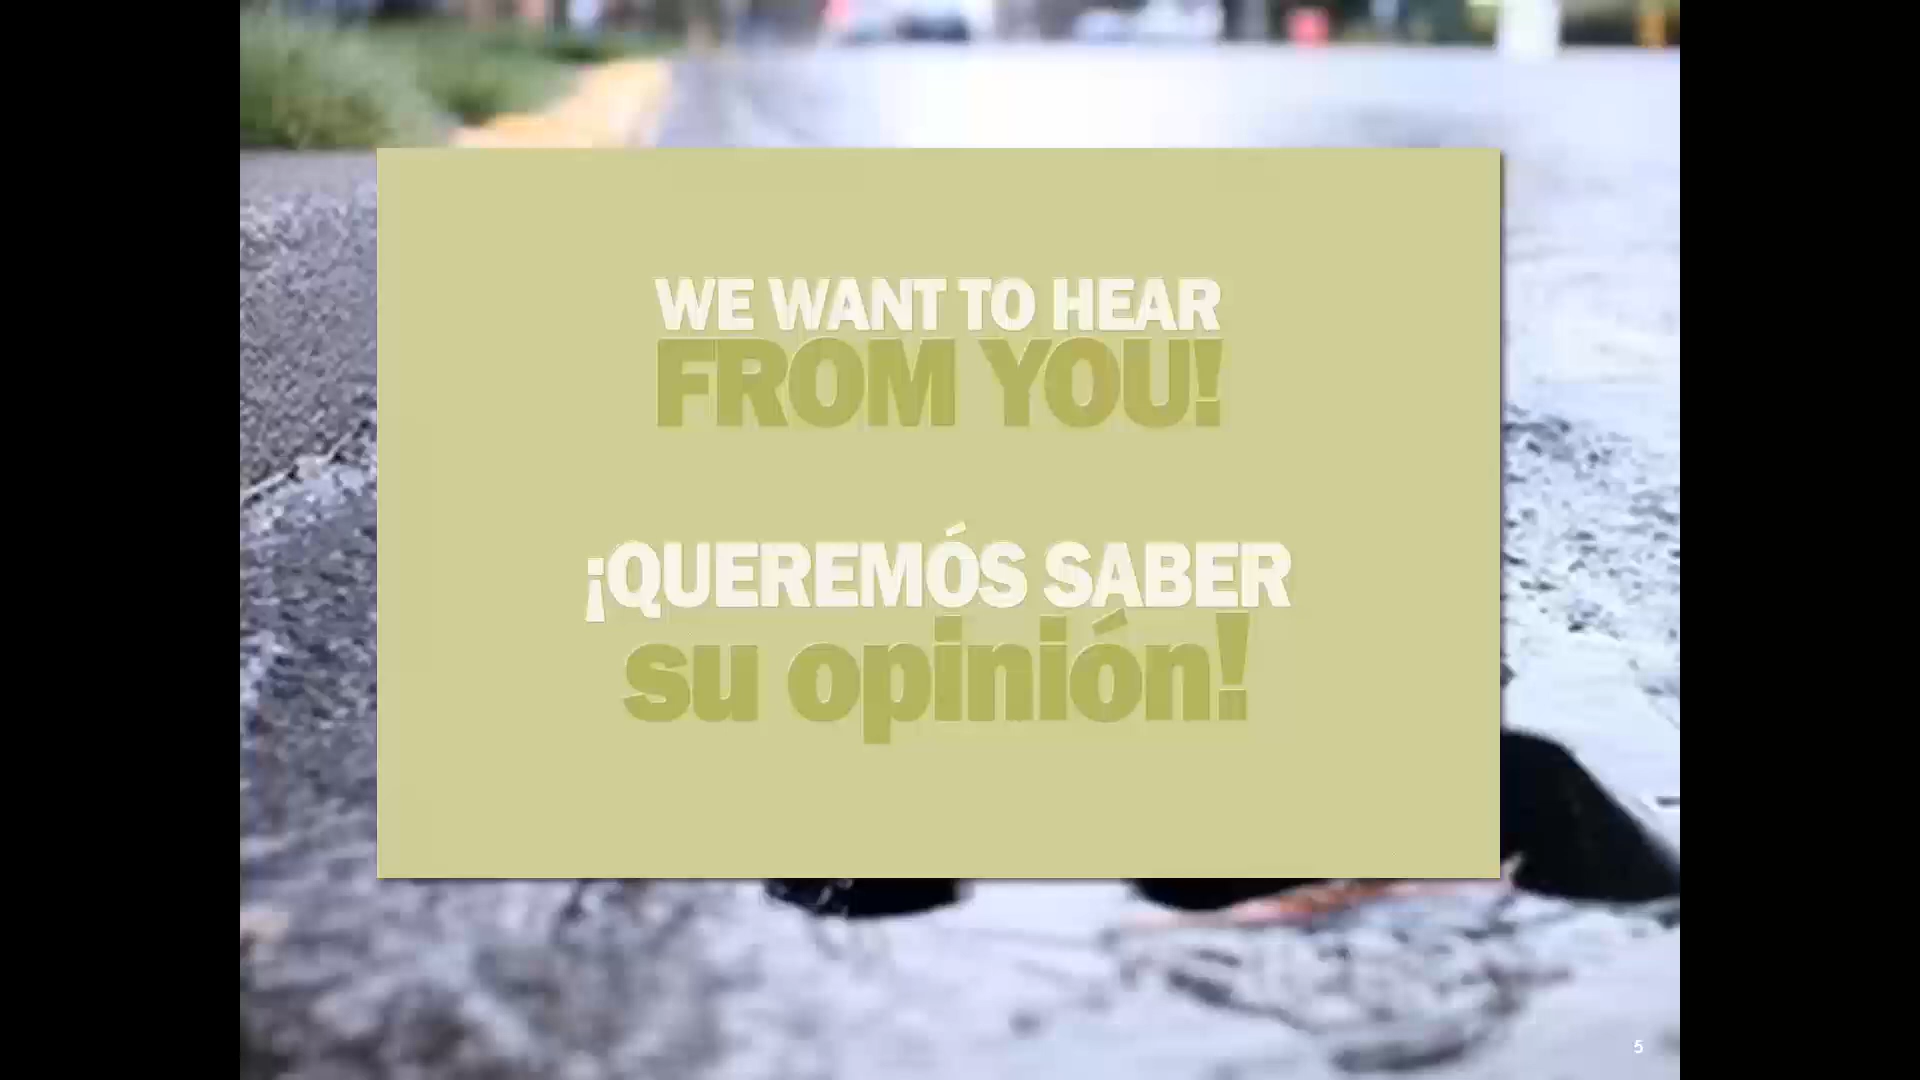 WE WANT TO HEAR
FROM YOU!
¡QUEREMÓS SABER
su opinión!
5